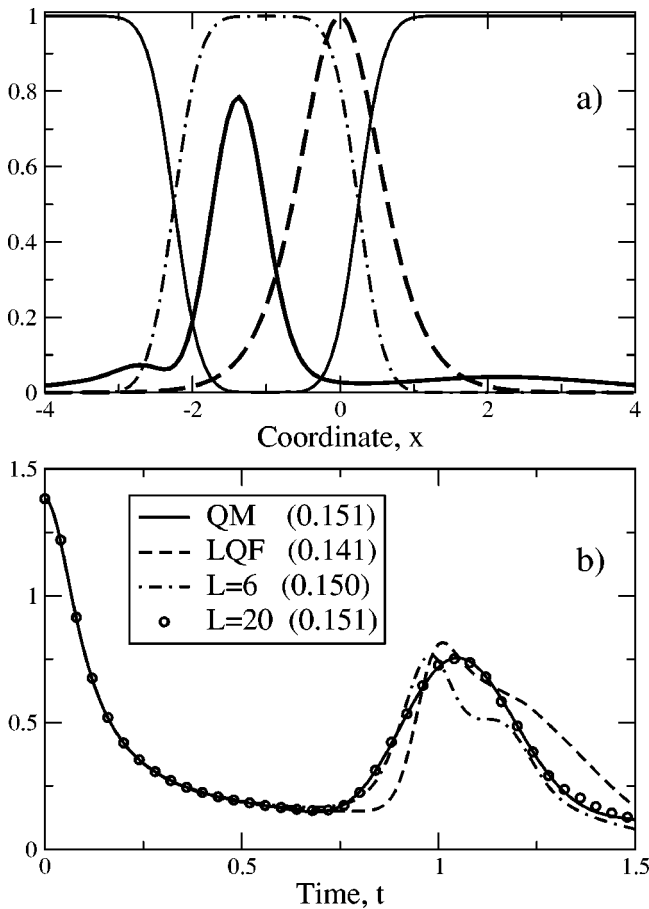 1
0.8
0.6
0.4
0.2
0
a)
-4 -2 0 2 4
Coordinate, x
1.5
1
0.5
0
QM (0.151)
LQF (0.141)
L=6 (0.150)
L=20 (0.151)
b)
0 0.5 1 1.5
Time, t